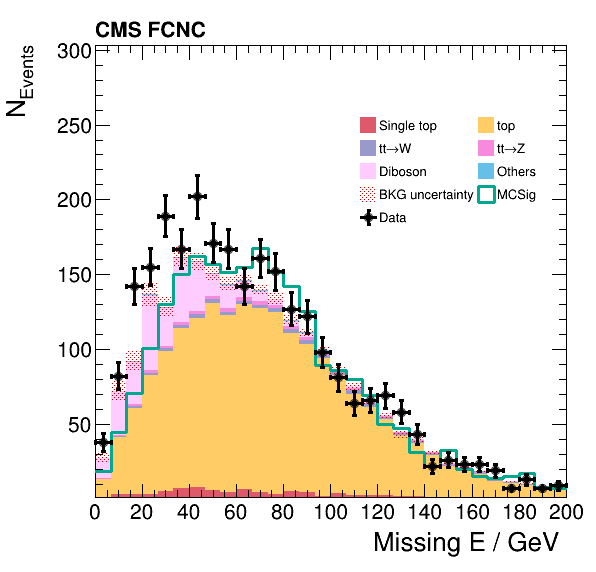 CMS FCNC
N_Events
300
250
200
150
100
50
Single top
top
tt→W
tt→Z
Diboson
Others
BKG uncertainty
MCSig
Data
0 20 40 60 80 100 120 140 160 180 200
Missing E / GeV